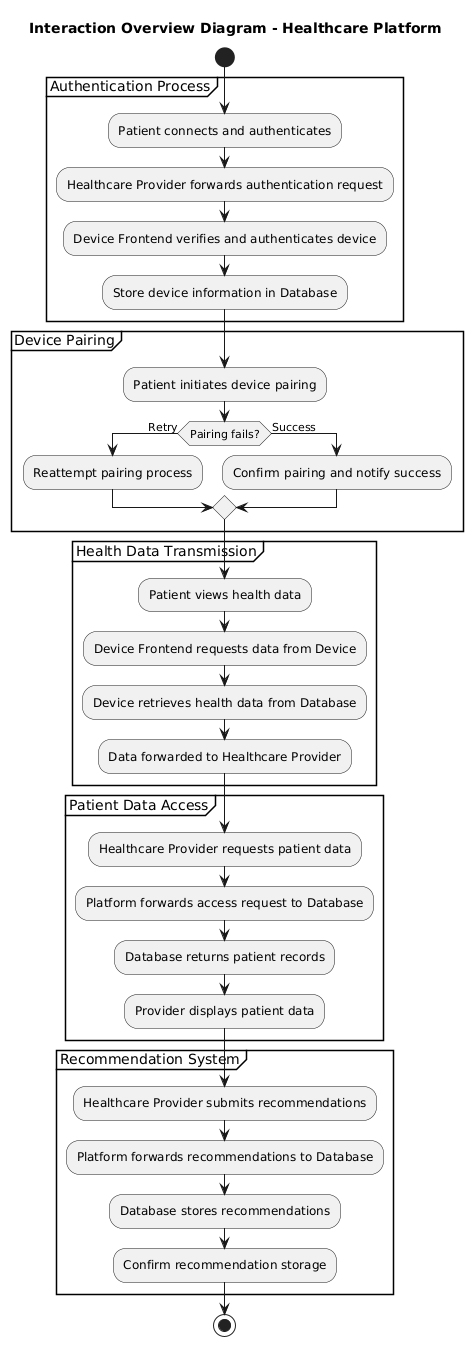 Interaction Overview Diagram - Healthcare Platform
Authentication Process
Patient connects and authenticates
Healthcare Provider forwards authentication request
Device Frontend verifies and authenticates device
Store device information in Database
Device Pairing
Patient initiates device pairing
Retry
Pairing fails?
Success
Reattempt pairing process
Confirm pairing and notify success
Health Data Transmission
Patient views health data
Device Frontend requests data from Device
Device retrieves health data from Database
Data forwarded to Healthcare Provider
Patient Data Access
Healthcare Provider requests patient data
Platform forwards access request to Database
Database returns patient records
Provider displays patient data
Recommendation System
Healthcare Provider submits recommendations
Platform forwards recommendations to Database
Database stores recommendations
Confirm recommendation storage